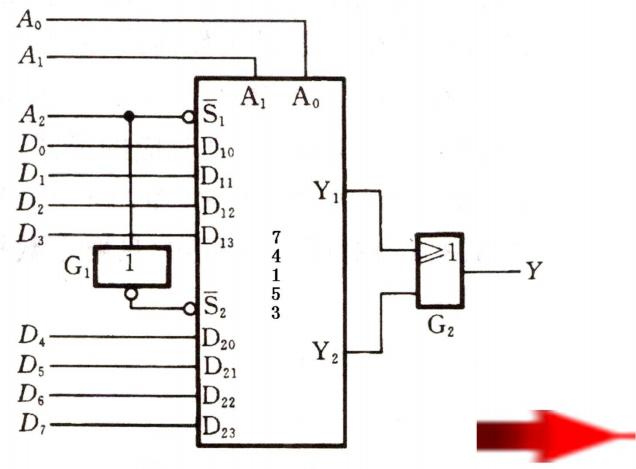 A₀
A₁
A₁ A₀
A₂ S̅₁
D₀ D₁₀
D₁ D₁₁
D₂ D₁₂ Y₁
D₃ D₁₃
G₁ 1
7
4
1
5
3
≥1
Y
G₂
S̅₂
D₄ D₂₀
D₅ D₂₁ Y₂
D₆ D₂₂
D₇ D₂₃